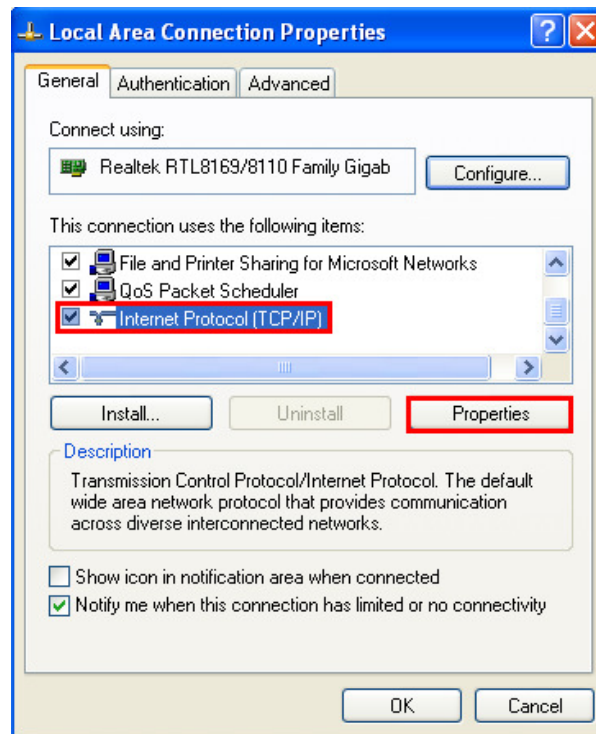 Local Area Connection Properties
General Authentication Advanced
Connect using:
Realtek RTL8169/8110 Family Gigab Configure...
This connection uses the following items:
File and Printer Sharing for Microsoft Networks
QoS Packet Scheduler
Internet Protocol (TCP/IP)
Install... Uninstall Properties
Description
Transmission Control Protocol/Internet Protocol. The default
wide area network protocol that provides communication
across diverse interconnected networks.
Show icon in notification area when connected
Notify me when this connection has limited or no connectivity
OK Cancel